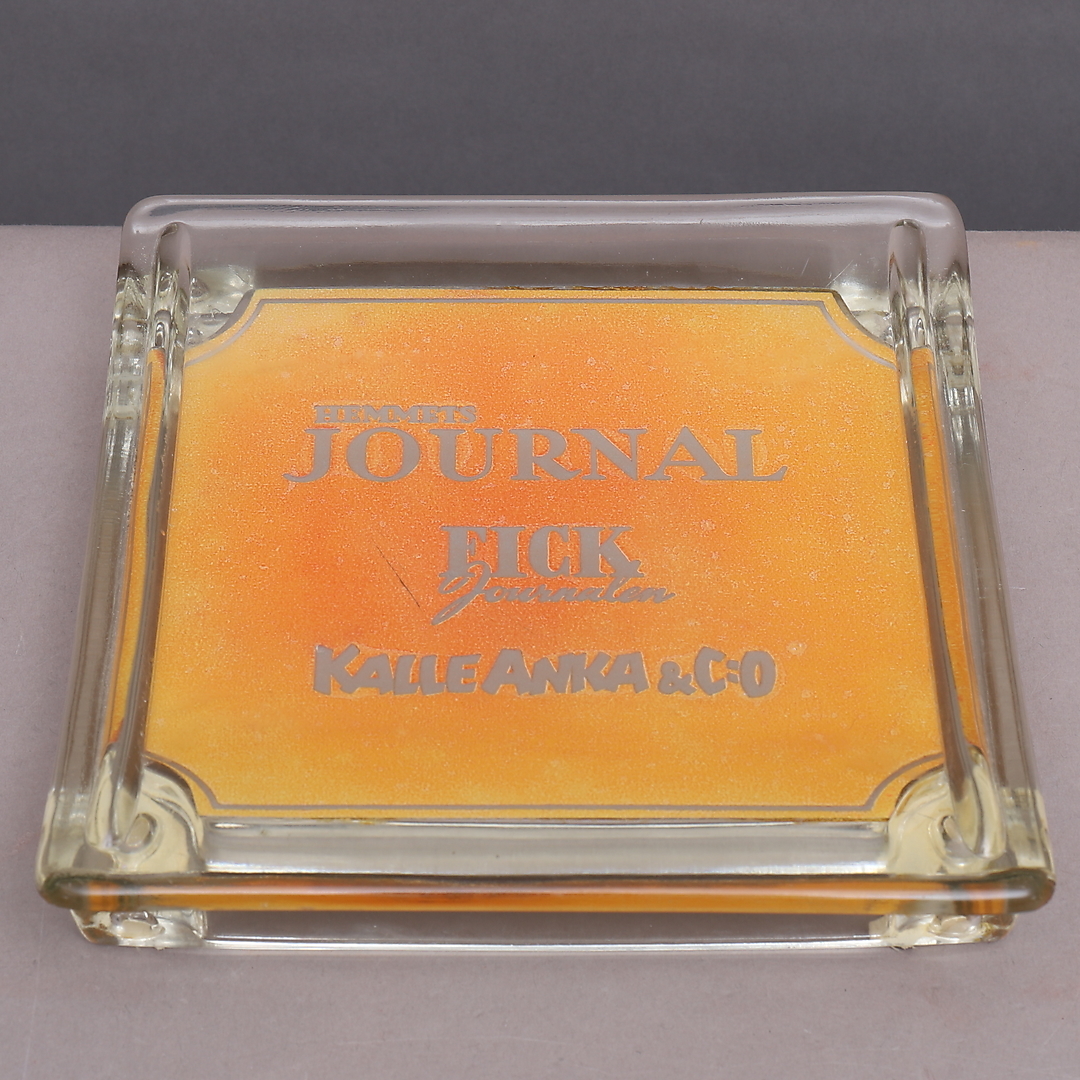 HEMMETS
JOURNAL
FICK
Journalen
KALLE ANKA & C:O